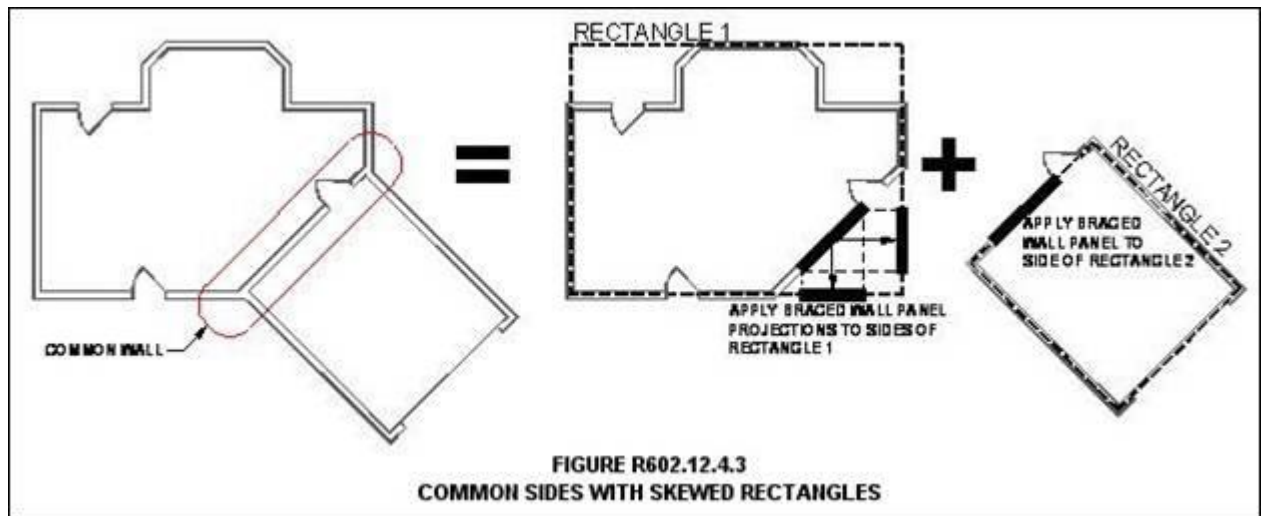 RECTANGLE 1
COMMON WALL
APPLY BRACED WALL PANEL
PROJECTIONS TO SIDES OF
RECTANGLE 1
RECTANGLE 2
APPLY BRACED
WALL PANEL TO
SIDE OF RECTANGLE 2
FIGURE R602.12.4.3
COMMON SIDES WITH SKEWED RECTANGLES